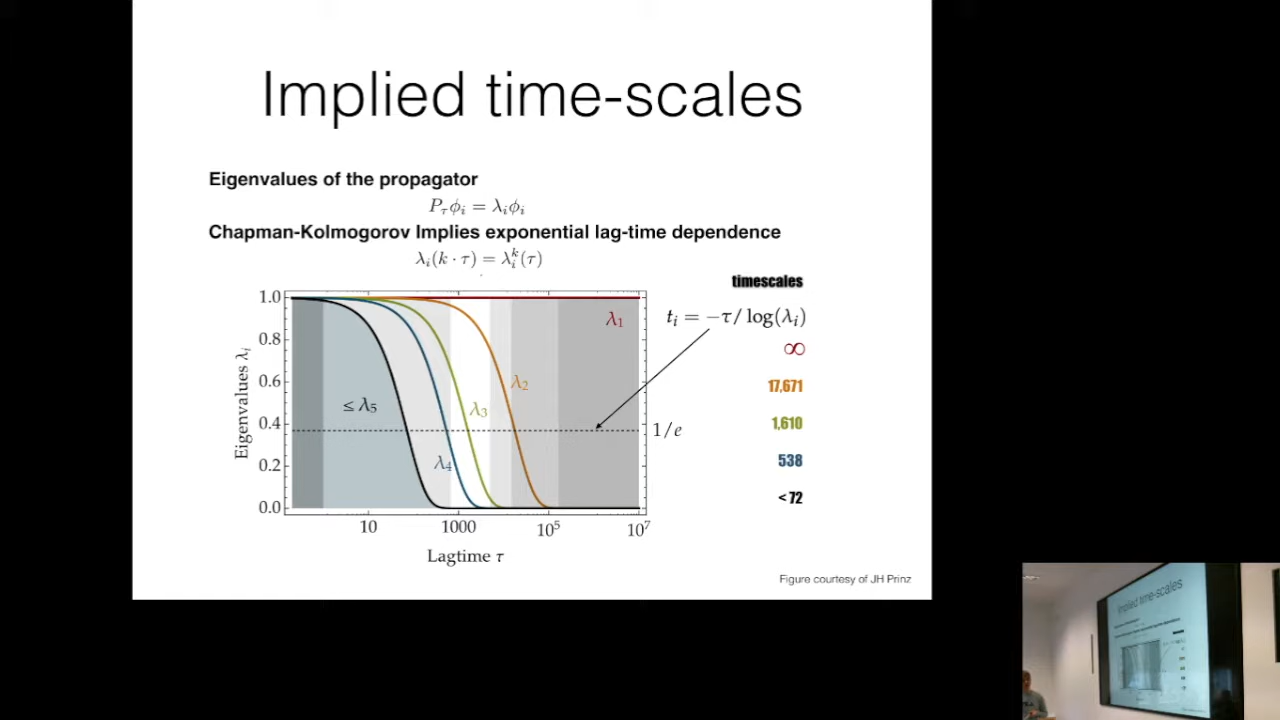 Implied time-scales
Eigenvalues of the propagator
P_τ ϕ_i = λ_i ϕ_i
Chapman-Kolmogorov Implies exponential lag-time dependence
λ_i(k · τ) = λ_i^k(τ)
timescales
t_i = −τ/ log(λ_i)
∞
17,671
1,610
538
< 72
Eigenvalues λ_i
1.0
0.8
0.6
0.4
0.2
0.0
λ_1
λ_2
λ_3
λ_4
≤ λ_5
1/e
10
1000
10^5
10^7
Lagtime τ
Figure courtesy of JH Prinz
Implied time-scales